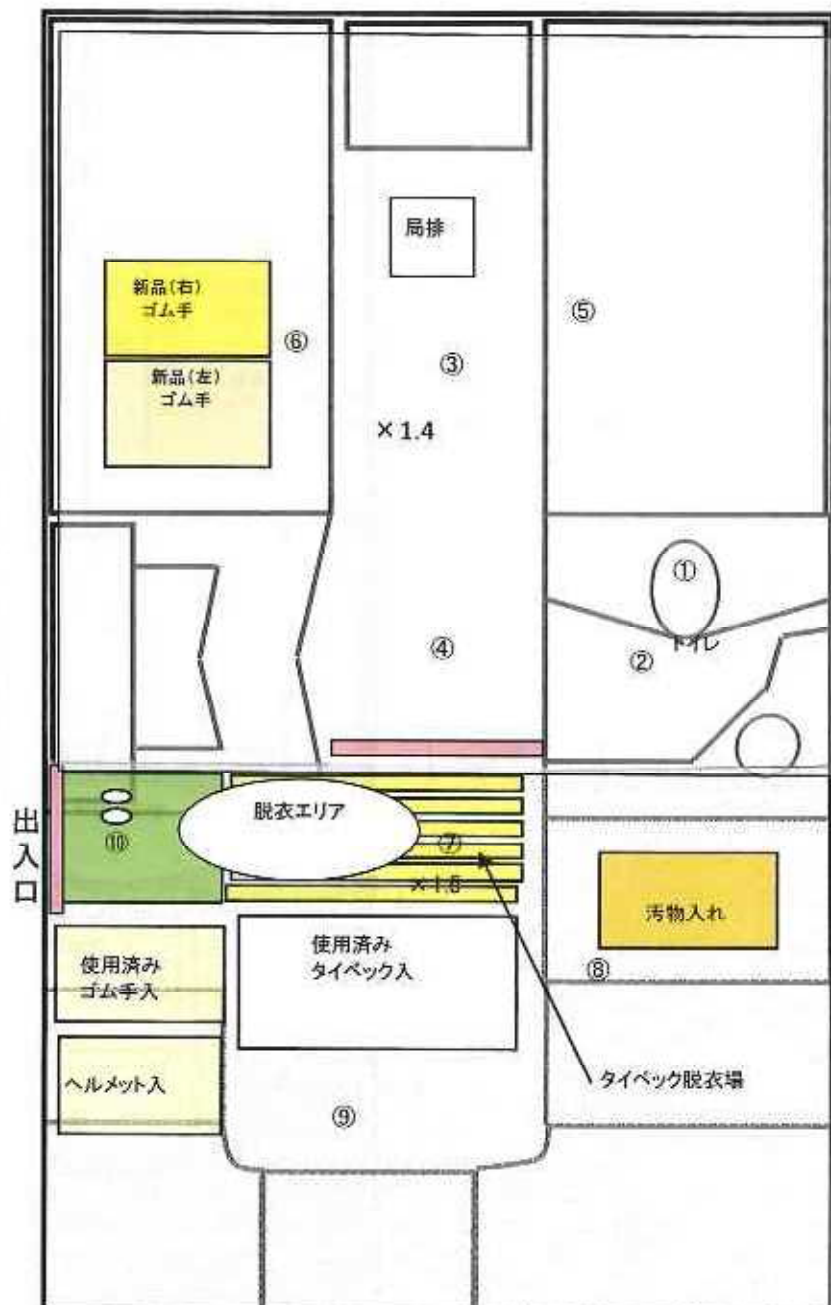 局排
新品(右)
ゴム手
⑤
⑥
新品(左)
ゴム手
③
×1.4
①
④
②
トイレ
出入口
脱衣エリア
⑩
⑦
×1.6
汚物入れ
使用済み
ゴム手入
使用済み
タイベック入
⑧
ヘルメット入
タイベック脱衣場
⑨